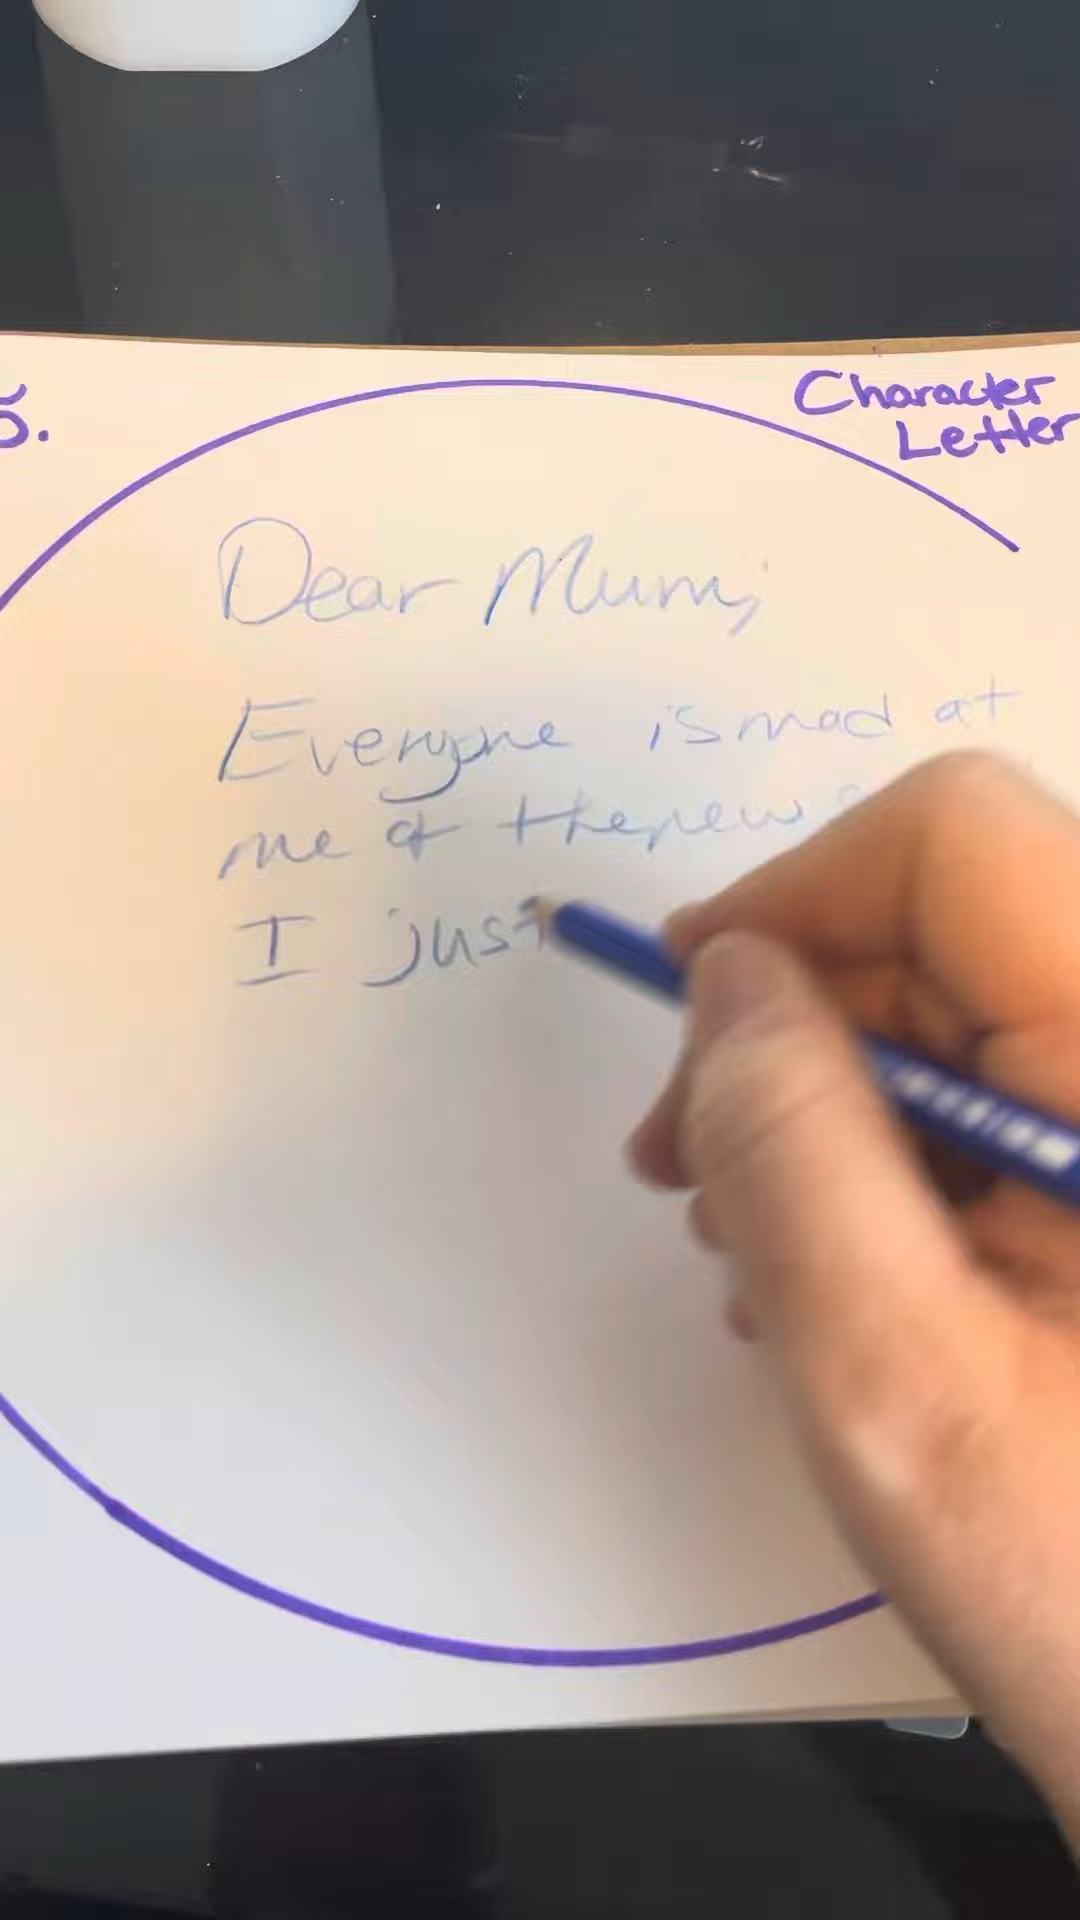 5.
Character
Letter
Dear Mum,
Everyone is mad at
me at the new
I just